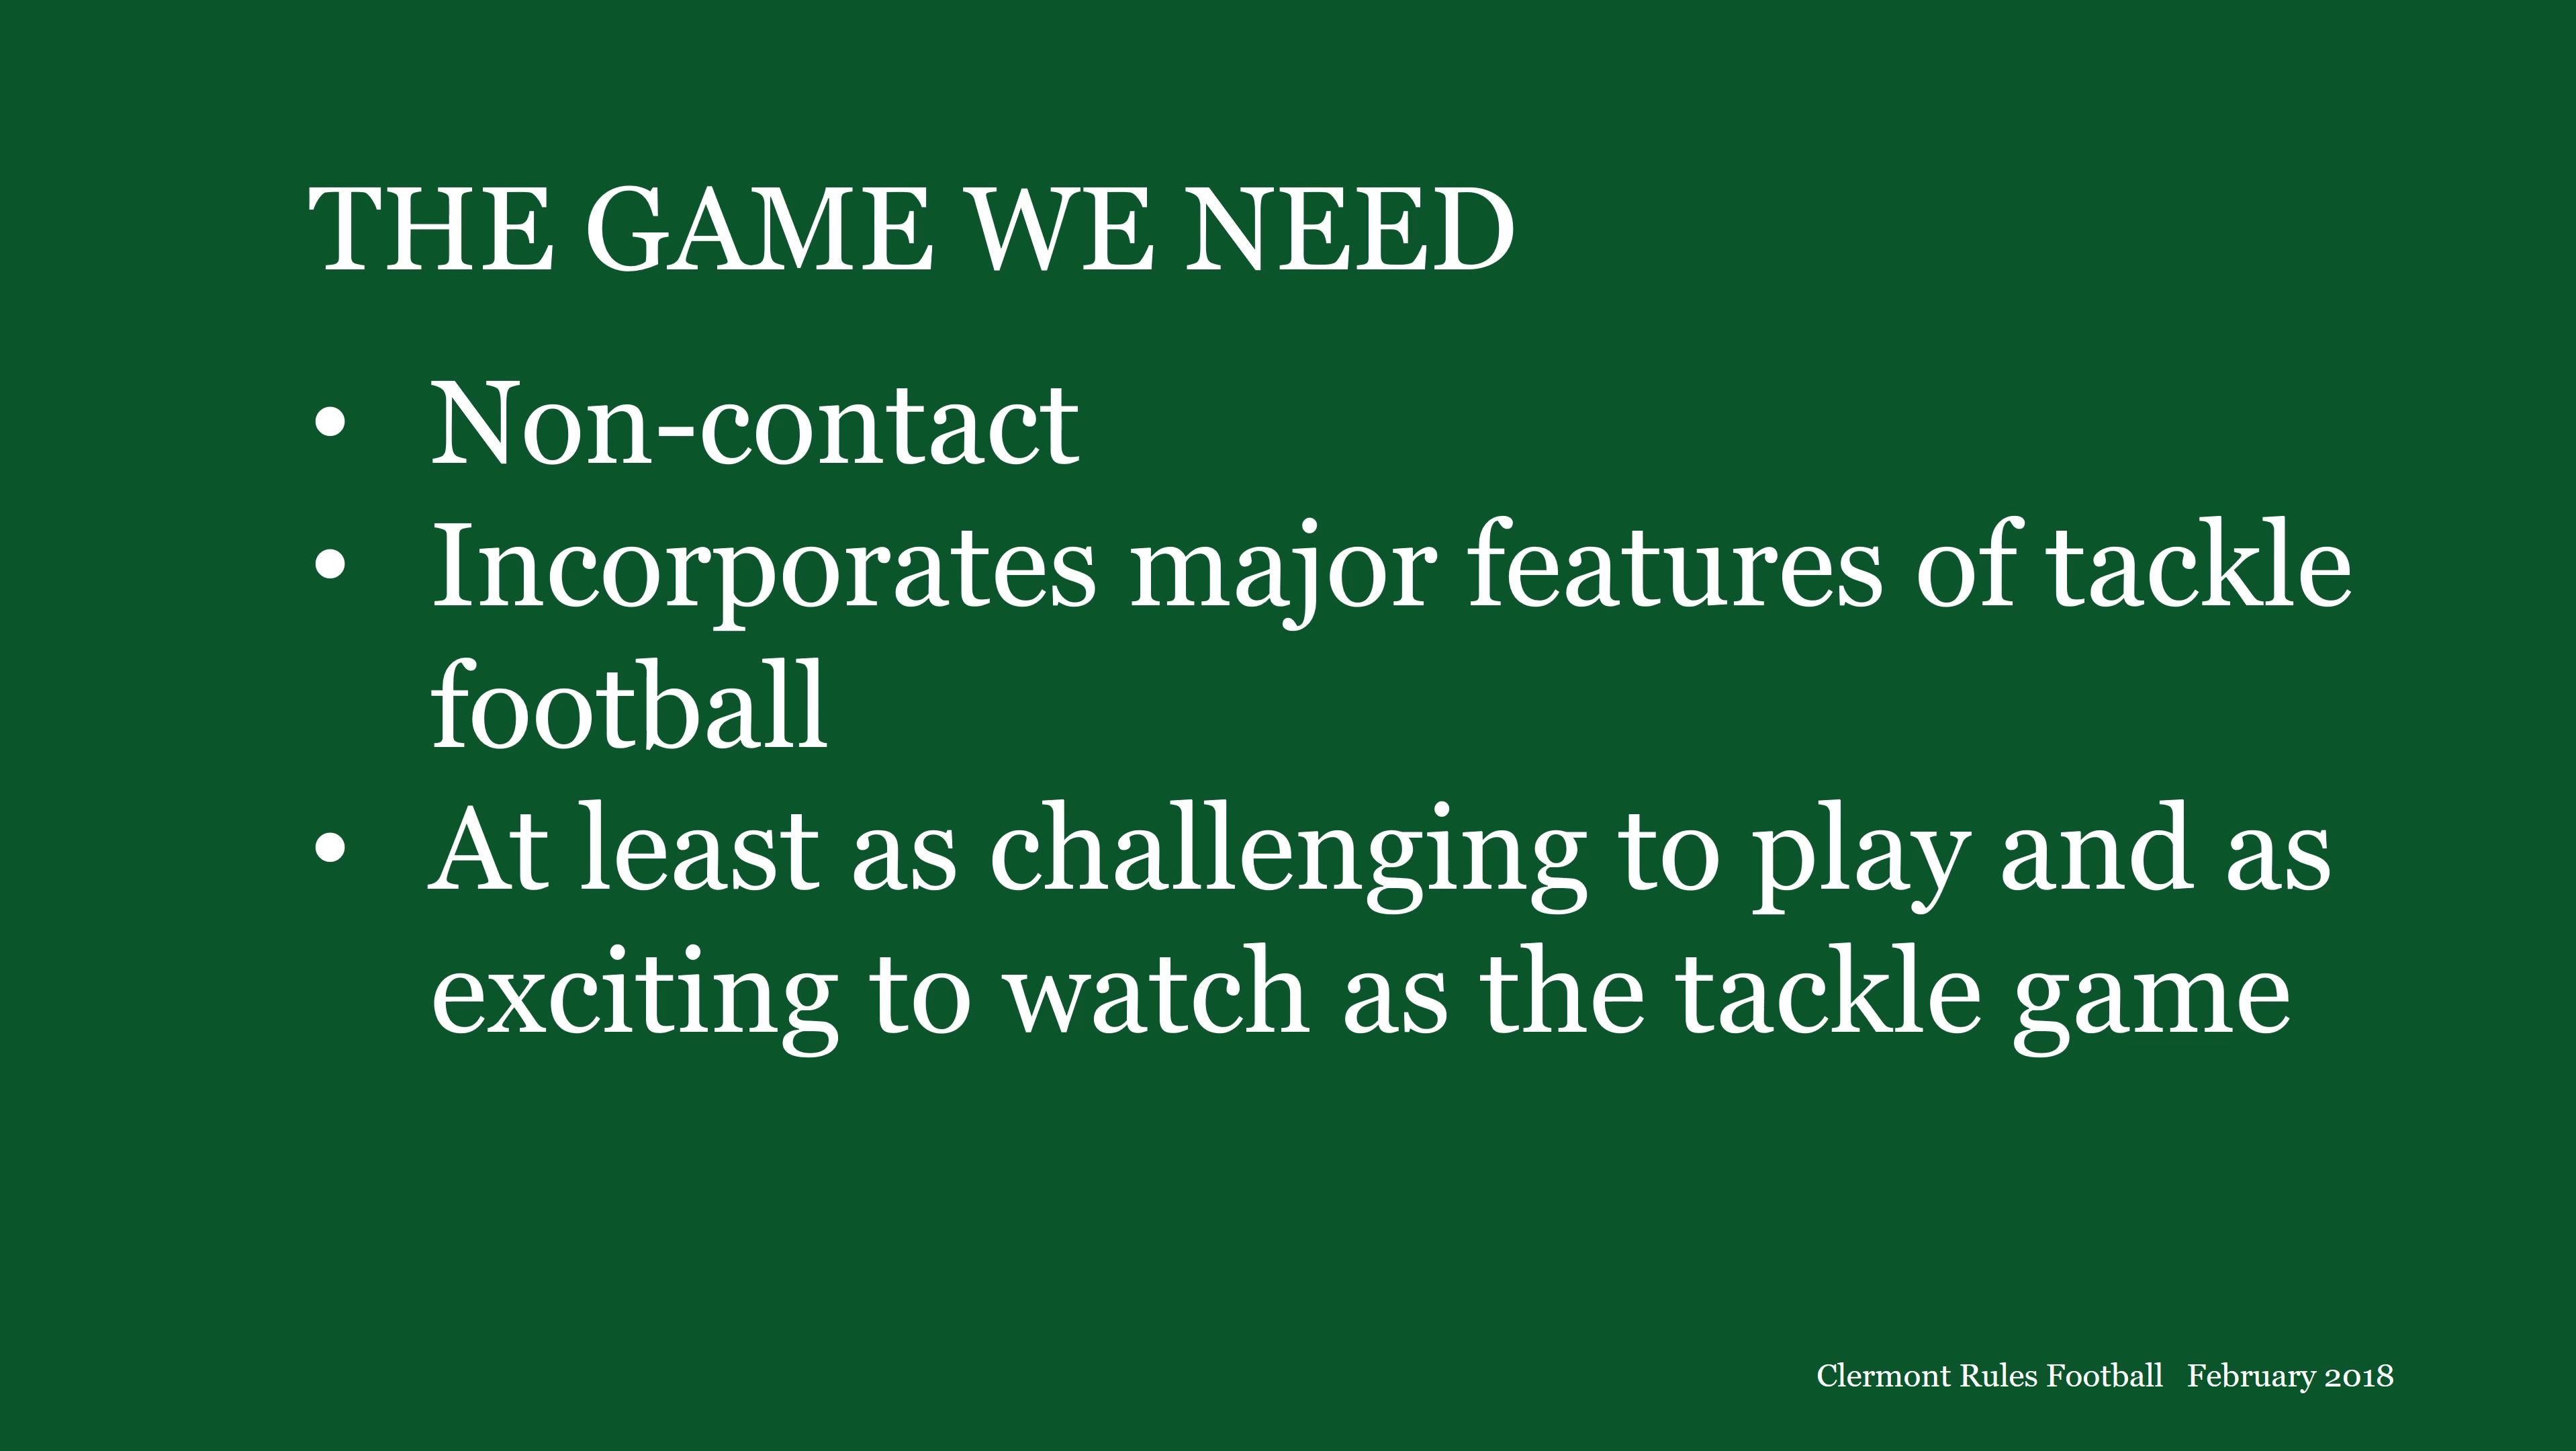 THE GAME WE NEED
• Non-contact
• Incorporates major features of tackle
football
• At least as challenging to play and as
exciting to watch as the tackle game
Clermont Rules Football February 2018